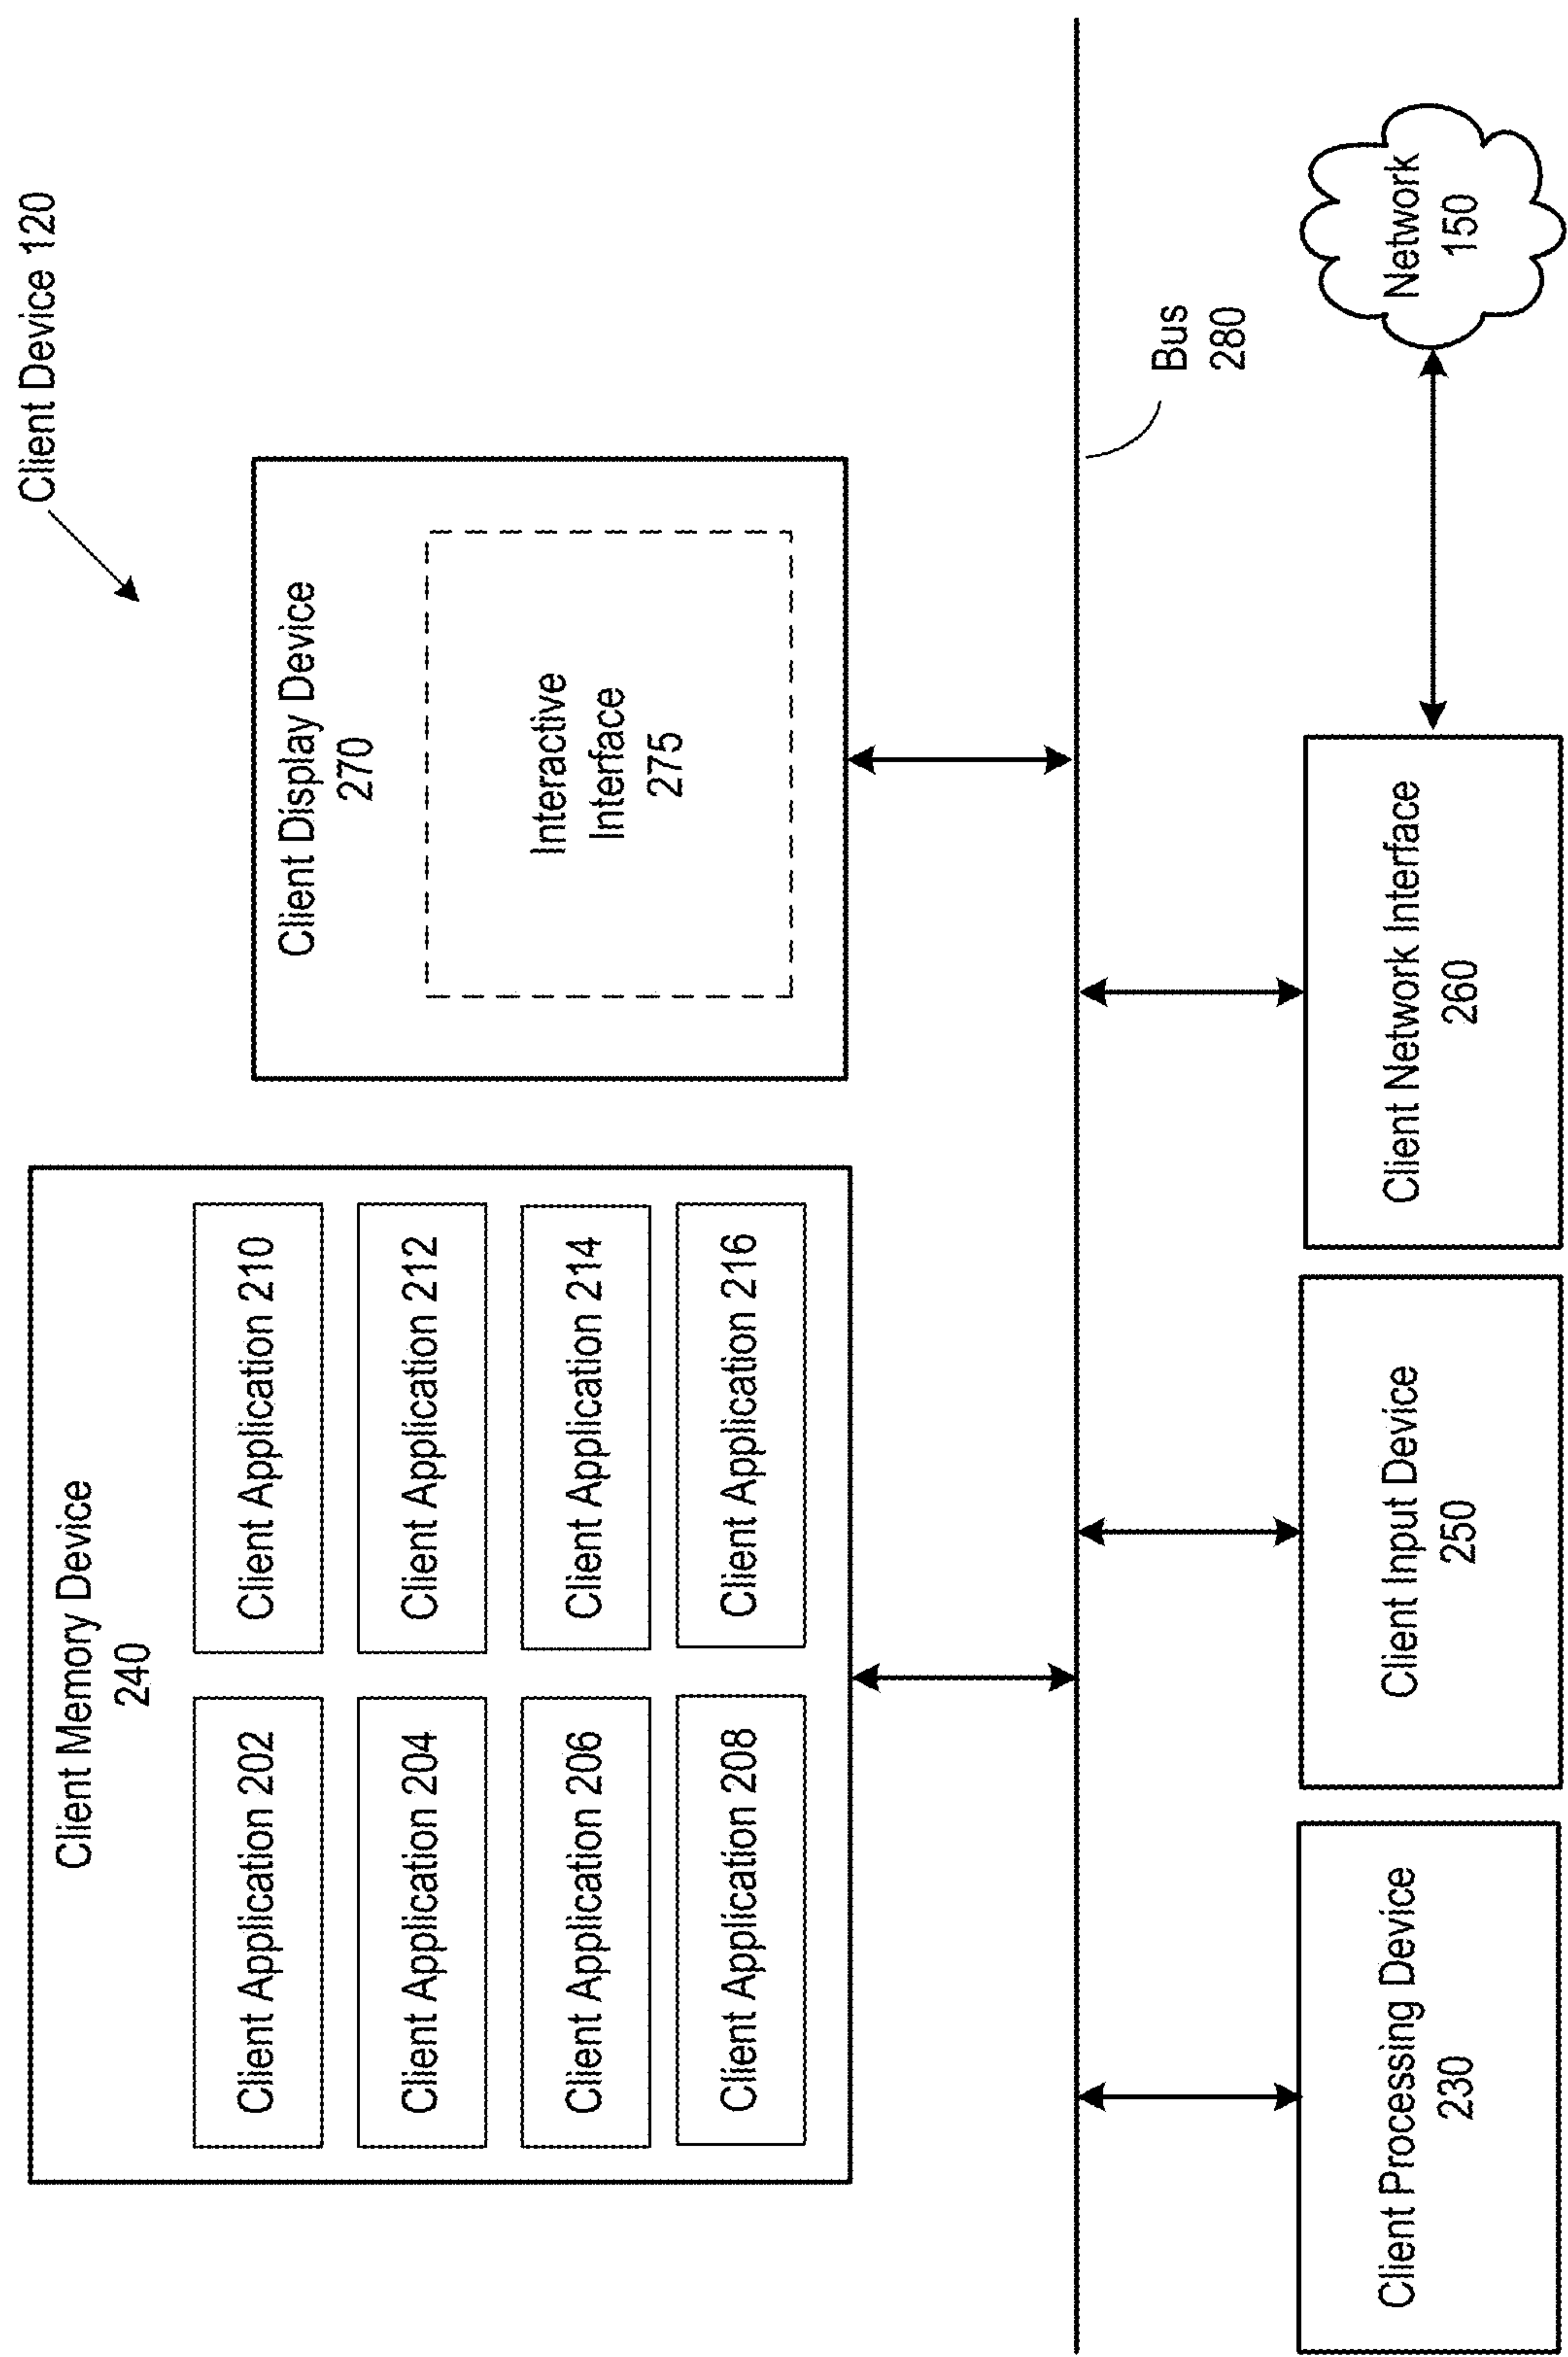 Client Device 120
Client Memory Device
240
Client Application 202
Client Application 210
Client Application 204
Client Application 212
Client Application 206
Client Application 214
Client Application 208
Client Application 216
Client Display Device
270
Interactive
Interface
275
Bus
280
Client Processing Device
230
Client Input Device
250
Client Network Interface
260
Network
150